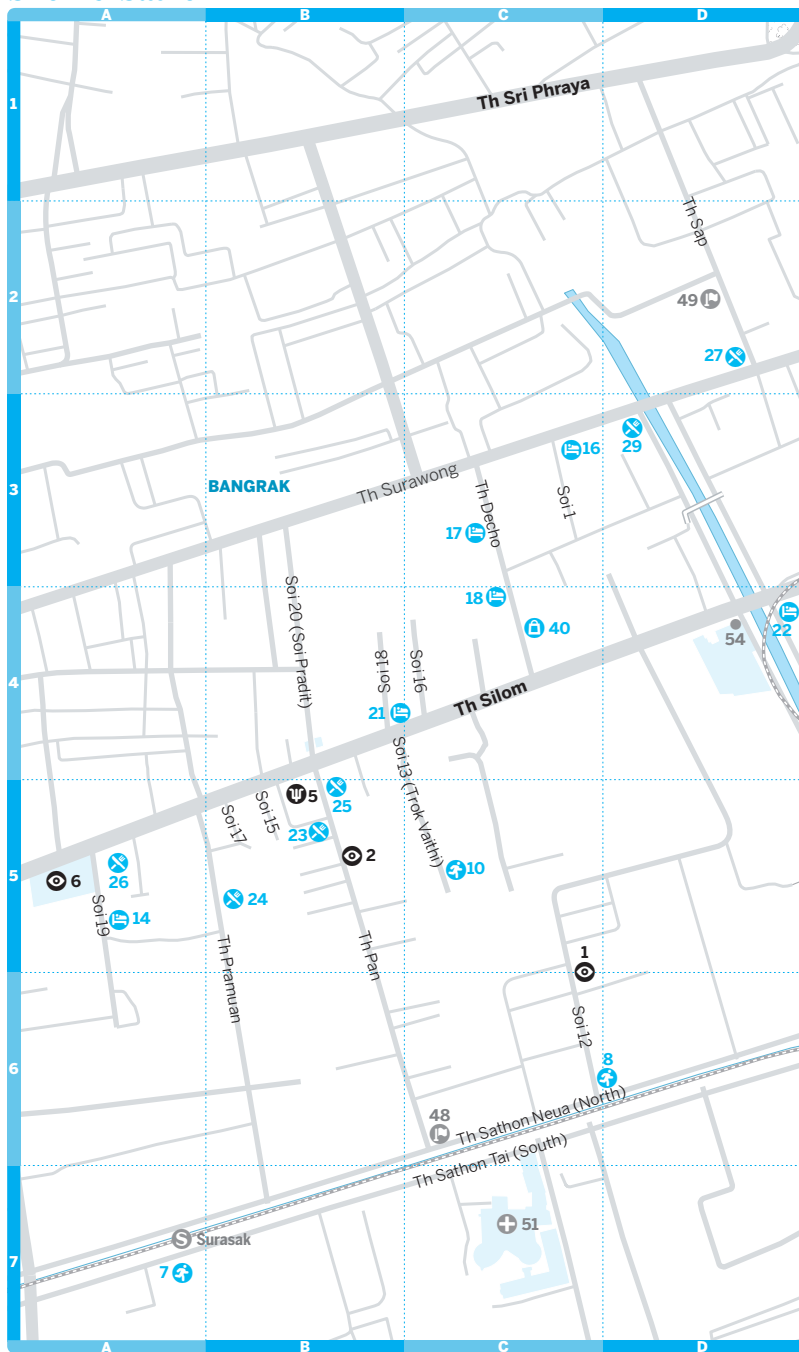 A B C D
1
Th Sri Phraya
Th Sap
2
49
27
BANGRAK
Th Surawong
16
29
3
Th Decho
Soi 1
17
Soi 20 (Soi Pradit)
18
40
54
22
4
Soi 18
Soi 16
21
Th Silom
Soi 13 (Trok Vaithi)
5
25
Soi 17
Soi 15
23
2
5
26
6
10
24
Soi 19
14
Th Pramuan
Th Pan
1
Soi 12
6
8
48
Th Sathon Neua (North)
Th Sathon Tai (South)
51
Surasak
S
7
7
A B C D